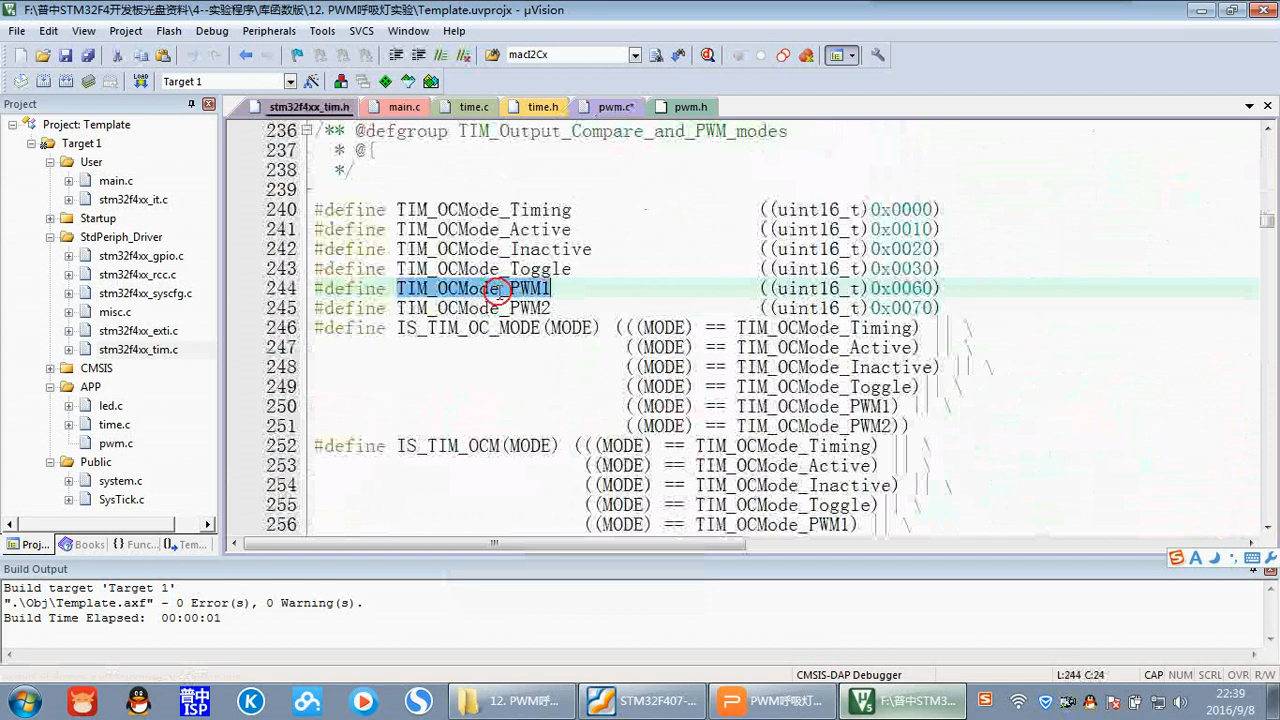 F:\普中STM32F4开发板光盘资料\4--实验程序\库函数版\12. PWM呼吸灯实验\Template.uvprojx - µVision
File Edit View Project Flash Debug Peripherals Tools SVCS Window Help
macI2Cx
LOAD Target 1
Project
stm32f4xx_tim.h main.c time.c time.h pwm.c* pwm.h
Project: Template
Target 1
User
main.c
stm32f4xx_it.c
Startup
StdPeriph_Driver
stm32f4xx_gpio.c
stm32f4xx_rcc.c
stm32f4xx_syscfg.c
misc.c
stm32f4xx_exti.c
stm32f4xx_tim.c
CMSIS
APP
led.c
time.c
pwm.c
Public
system.c
SysTick.c
236 /** @defgroup TIM_Output_Compare_and_PWM_modes
237 * @{
238 */
239
240 #define TIM_OCMode_Timing ((uint16_t)0x0000)
241 #define TIM_OCMode_Active ((uint16_t)0x0010)
242 #define TIM_OCMode_Inactive ((uint16_t)0x0020)
243 #define TIM_OCMode_Toggle ((uint16_t)0x0030)
244 #define TIM_OCMode_PWM1 ((uint16_t)0x0060)
245 #define TIM_OCMode_PWM2 ((uint16_t)0x0070)
246 #define IS_TIM_OC_MODE(MODE) (((MODE) == TIM_OCMode_Timing) || \
247 ((MODE) == TIM_OCMode_Active) || \
248 ((MODE) == TIM_OCMode_Inactive) || \
249 ((MODE) == TIM_OCMode_Toggle) || \
250 ((MODE) == TIM_OCMode_PWM1) || \
251 ((MODE) == TIM_OCMode_PWM2))
252 #define IS_TIM_OCM(MODE) (((MODE) == TIM_OCMode_Timing) || \
253 ((MODE) == TIM_OCMode_Active) || \
254 ((MODE) == TIM_OCMode_Inactive) || \
255 ((MODE) == TIM_OCMode_Toggle) || \
256 ((MODE) == TIM_OCMode_PWM1) || \
Proj... Books {} Func... Tem...
Build Output
Build target 'Target 1'
".\Obj\Template.axf" - 0 Error(s), 0 Warning(s).
Build Time Elapsed: 00:00:01
CMSIS-DAP Debugger L:244 C:24 CAP NUM SCRL OVR R/W
普中 ISP 12. PWM呼... STM32F407-... PWM呼吸灯... F:\普中STM3...
22:39
2016/9/8